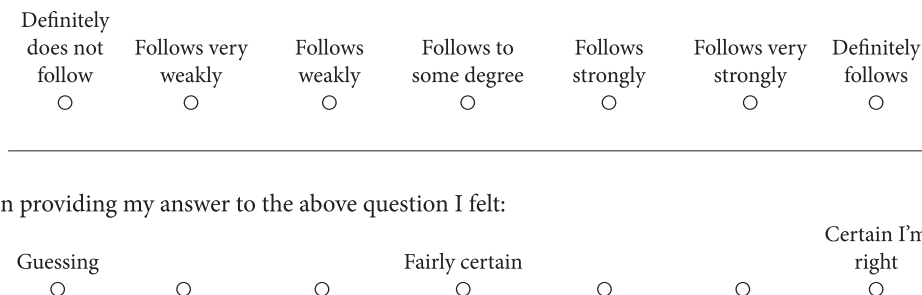 Definitely
does not Follows very Follows Follows to Follows Follows very Definitely
follow weakly weakly some degree strongly strongly follows
n providing my answer to the above question I felt:
Certain I'm
Guessing Fairly certain right